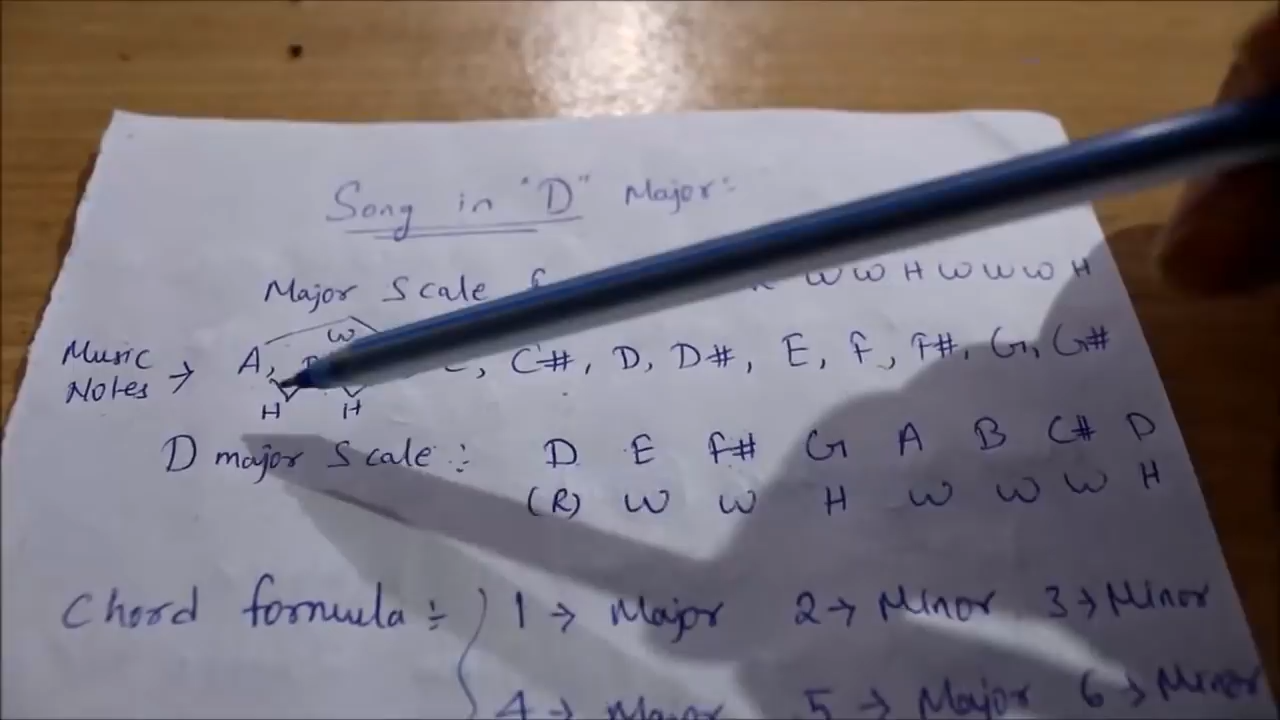 Song in "D" Major:
Major Scale W W H W W W H
W
Music Notes → A, C#, D, D#, E, F, F#, G, G#
H H
D major Scale : D E F# G A B C# D
(R) W W H W W W H
Chord formula ÷ 1 → Major 2 → Minor 3 → Minor
4 → Major 5 → Major 6 → Minor